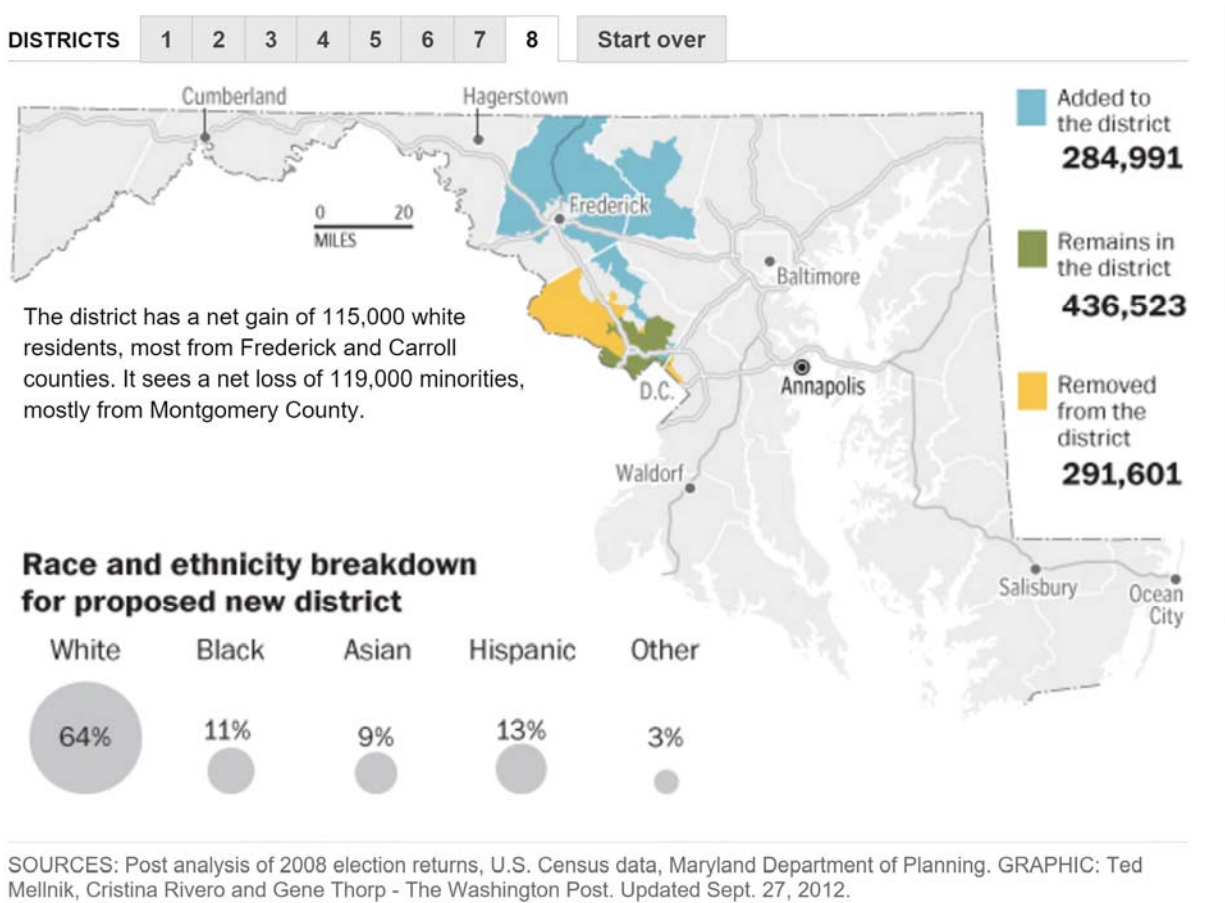 DISTRICTS 1 2 3 4 5 6 7 8 Start over
Cumberland
Hagerstown
Frederick
0 20
MILES
Baltimore
D.C.
Annapolis
Waldorf
Salisbury
Ocean
City
Added to
the district
284,991
Remains in
the district
436,523
Removed
from the
district
291,601
The district has a net gain of 115,000 white
residents, most from Frederick and Carroll
counties. It sees a net loss of 119,000 minorities,
mostly from Montgomery County.
Race and ethnicity breakdown
for proposed new district
White Black Asian Hispanic Other
64% 11% 9% 13% 3%
SOURCES: Post analysis of 2008 election returns, U.S. Census data, Maryland Department of Planning. GRAPHIC: Ted
Mellnik, Cristina Rivero and Gene Thorp - The Washington Post. Updated Sept. 27, 2012.